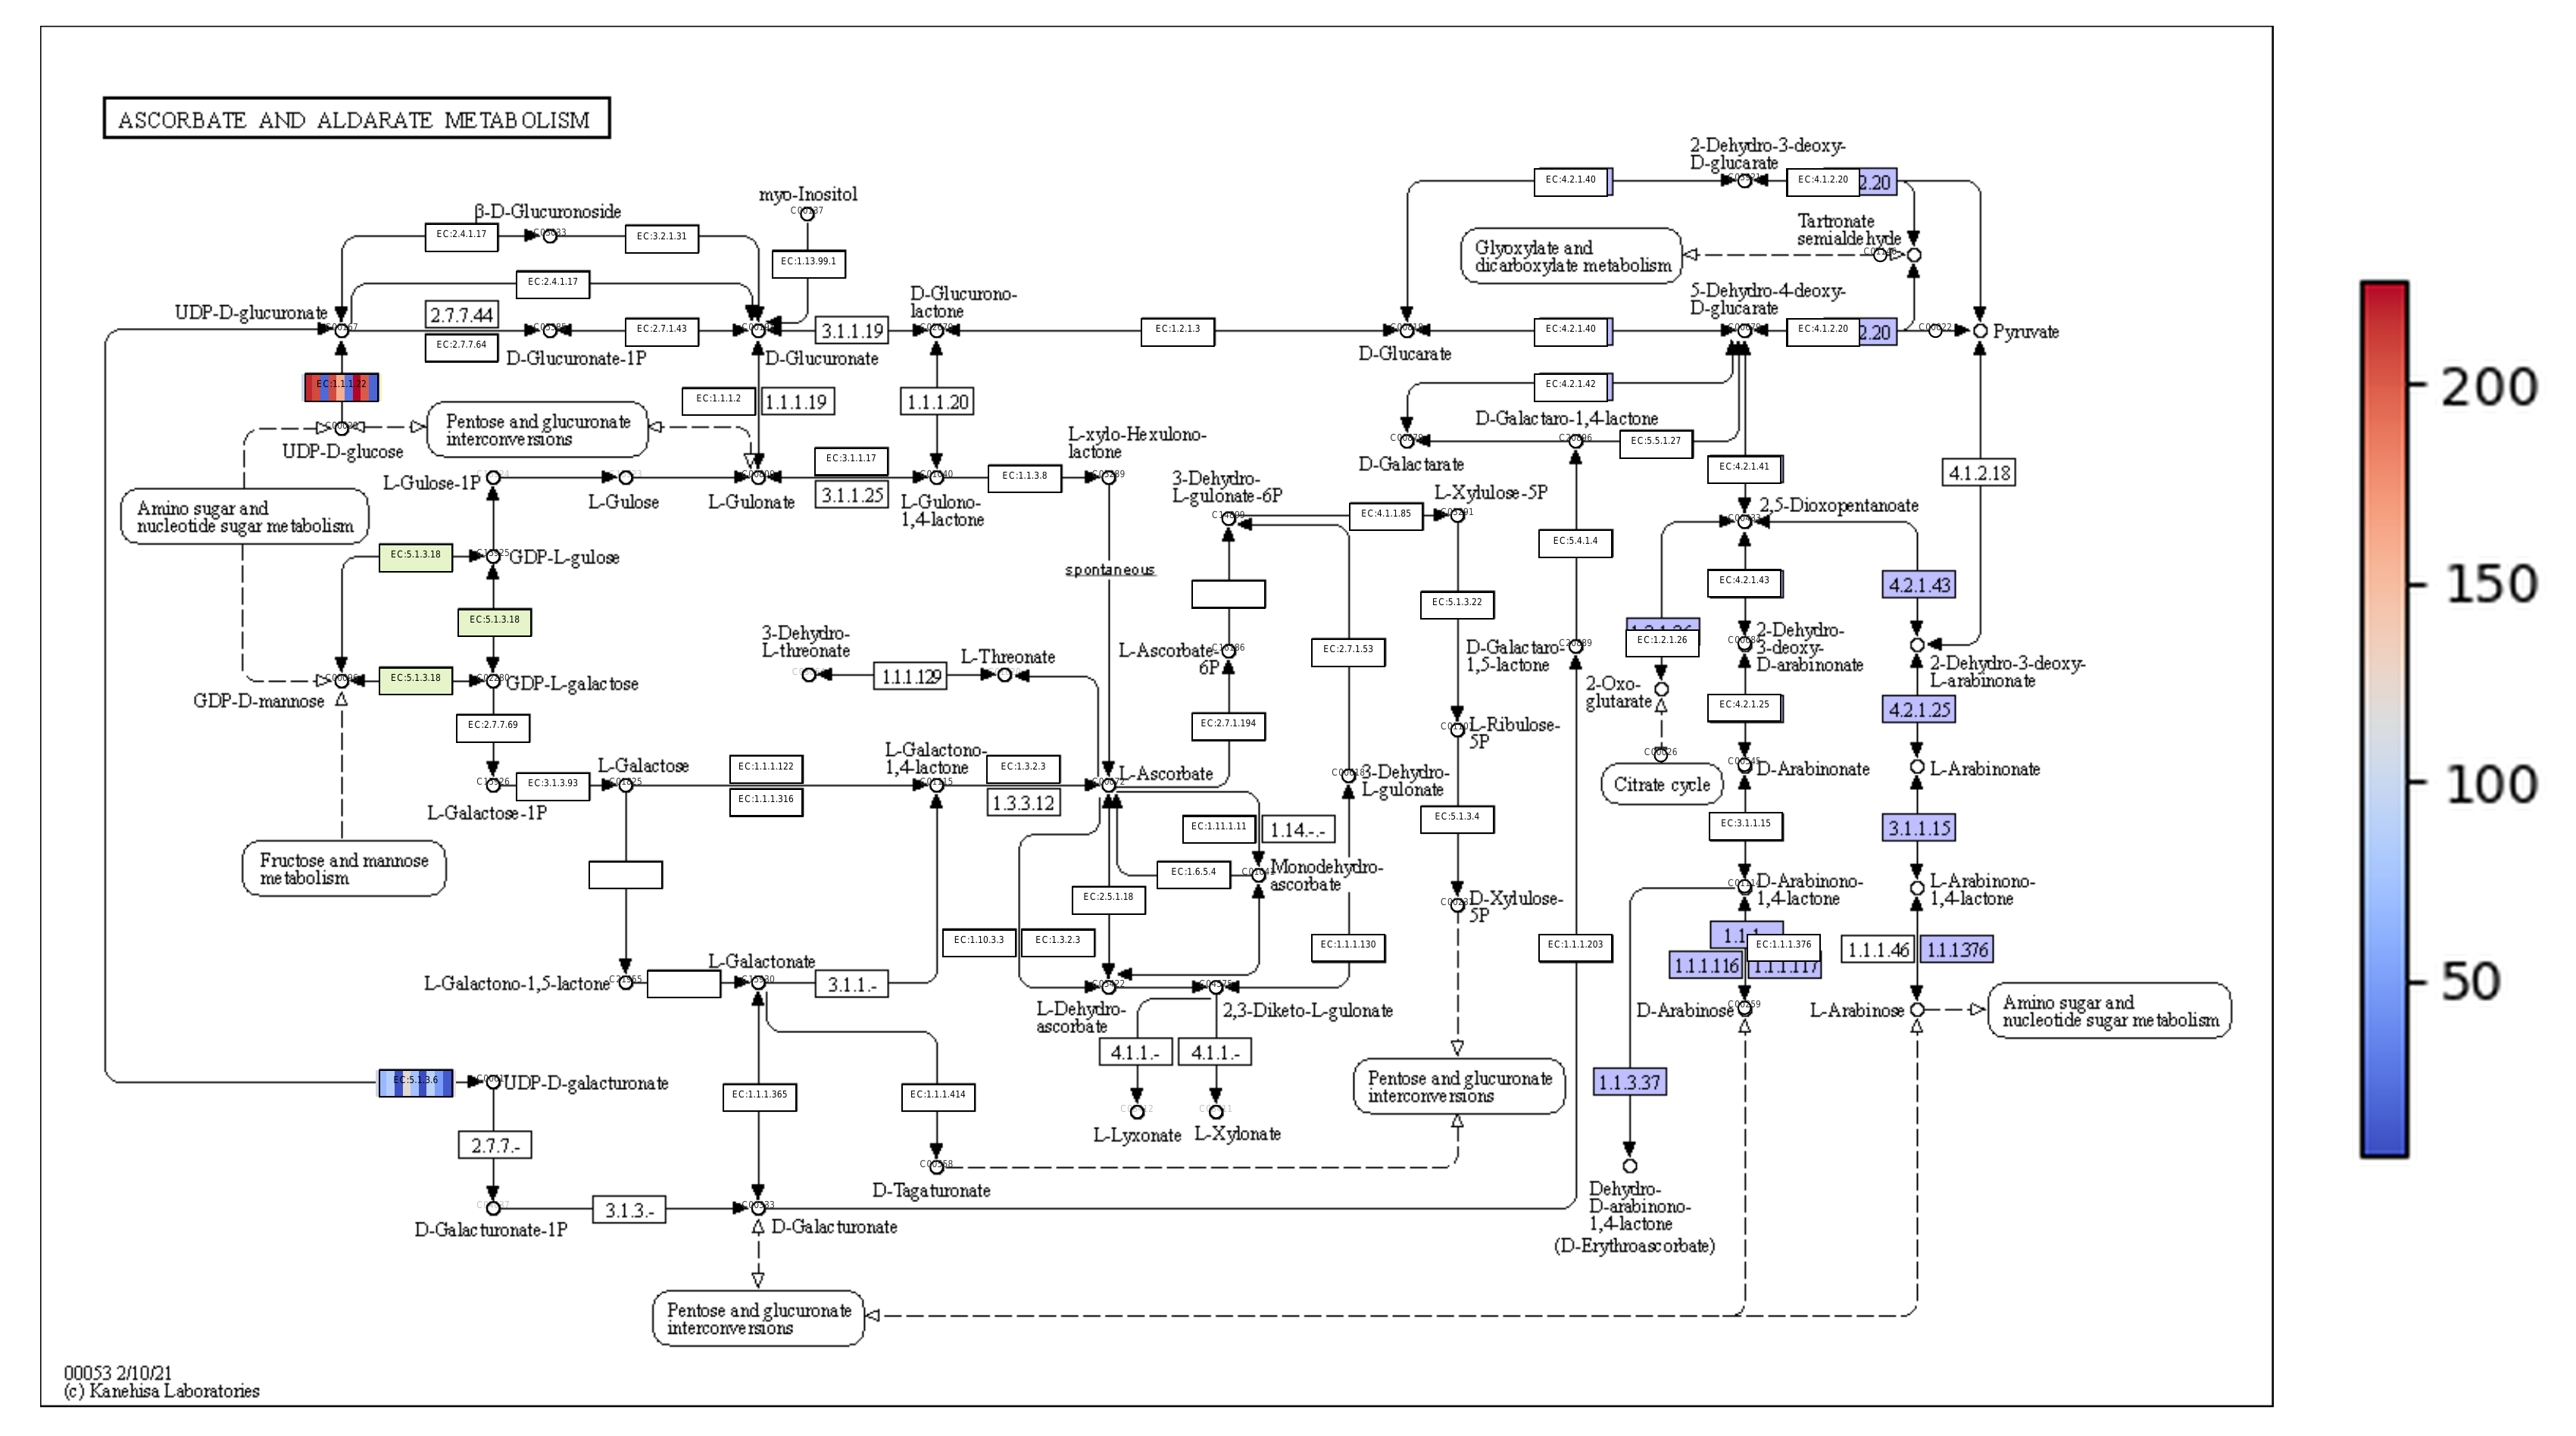 ASCORBATE AND ALDARATE METABOLISM
2-Dehydro-3-deoxy-
D-glucarate
EC:4.2.1.40
EC:4.1.2.20
2.20
myo-Inositol
C00137
β-D-Glucuronoside
EC:2.4.1.17
EC:3.2.1.31
EC:1.13.99.1
Tartronate
semialdehyde
Glyoxylate and
dicarboxylate metabolism
EC:2.4.1.17
UDP-D-glucuronate
2.7.7.44
EC:2.7.7.64
D-Glucuronate-1P
EC:2.7.1.43
D-Glucuronate
3.1.1.19
D-Glucurono-
lactone
EC:1.2.1.3
D-Glucarate
EC:4.2.1.40
5-Dehydro-4-deoxy-
D-glucarate
EC:4.1.2.20
2.20
C00022
Pyruvate
EC:1.1.1.22
EC:1.1.1.2
1.1.1.19
1.1.1.20
EC:4.2.1.42
D-Galactaro-1,4-lactone
EC:5.5.1.27
D-Galactarate
UDP-D-glucose
Pentose and glucuronate
interconversions
L-Gulose-1P
L-Gulose
L-Gulonate
EC:3.1.1.17
3.1.1.25
L-Gulono-
1,4-lactone
EC:1.1.3.8
L-xylo-Hexulono-
lactone
3-Dehydro-
L-gulonate-6P
EC:4.1.1.85
L-Xylulose-5P
EC:4.2.1.41
4.1.2.18
2,5-Dioxopentanoate
Amino sugar and
nucleotide sugar metabolism
EC:5.1.3.18
GDP-L-gulose
EC:5.1.3.18
spontaneous
EC:5.4.1.4
EC:4.2.1.43
4.2.1.43
EC:5.1.3.22
EC:1.2.1.26
2-Dehydro-
3-deoxy-
D-arabinonate
2-Dehydro-3-deoxy-
L-arabinonate
3-Dehydro-
L-threonate
1.1.1.129
L-Threonate
L-Ascorbate-
6P
EC:2.7.1.53
D-Galactaro-
1,5-lactone
2-Oxo-
glutarate
GDP-D-mannose
EC:5.1.3.18
GDP-L-galactose
EC:2.7.7.69
EC:2.7.1.194
L-Ribulose-
5P
EC:4.2.1.25
4.2.1.25
C00026
Citrate cycle
D-Arabinonate
L-Arabinonate
L-Galactose-1P
EC:3.1.3.93
L-Galactose
EC:1.1.1.122
EC:1.1.1.316
L-Galactono-
1,4-lactone
EC:1.3.2.3
1.3.3.12
L-Ascorbate
3-Dehydro-
L-gulonate
EC:5.1.3.4
EC:3.1.1.15
3.1.1.15
EC:1.11.1.11
1.14.-.-
Fructose and mannose
metabolism
EC:1.6.5.4
Monodehydro-
ascorbate
EC:2.5.1.18
D-Xylulose-
5P
D-Arabinono-
1,4-lactone
L-Arabinono-
1,4-lactone
EC:1.10.3.3
EC:1.3.2.3
EC:1.1.1.130
EC:1.1.1.203
EC:1.1.1.376
1.1.1.116
1.1.1.117
1.1.1.46
1.1.1.376
L-Galactono-1,5-lactone
L-Galactonate
3.1.1.-
L-Dehydro-
ascorbate
2,3-Diketo-L-gulonate
D-Arabinose
L-Arabinose
Amino sugar and
nucleotide sugar metabolism
4.1.1.-
4.1.1.-
EC:5.1.3.6
UDP-D-galacturonate
EC:1.1.1.365
EC:1.1.1.414
Pentose and glucuronate
interconversions
1.1.3.37
L-Lyxonate
L-Xylonate
2.7.7.-
D-Tagaturonate
D-Galacturonate-1P
3.1.3.-
D-Galacturonate
Dehydro-
D-arabinono-
1,4-lactone
(D-Erythroascorbate)
Pentose and glucuronate
interconversions
00053 2/10/21
(c) Kanehisa Laboratories
200
150
100
50